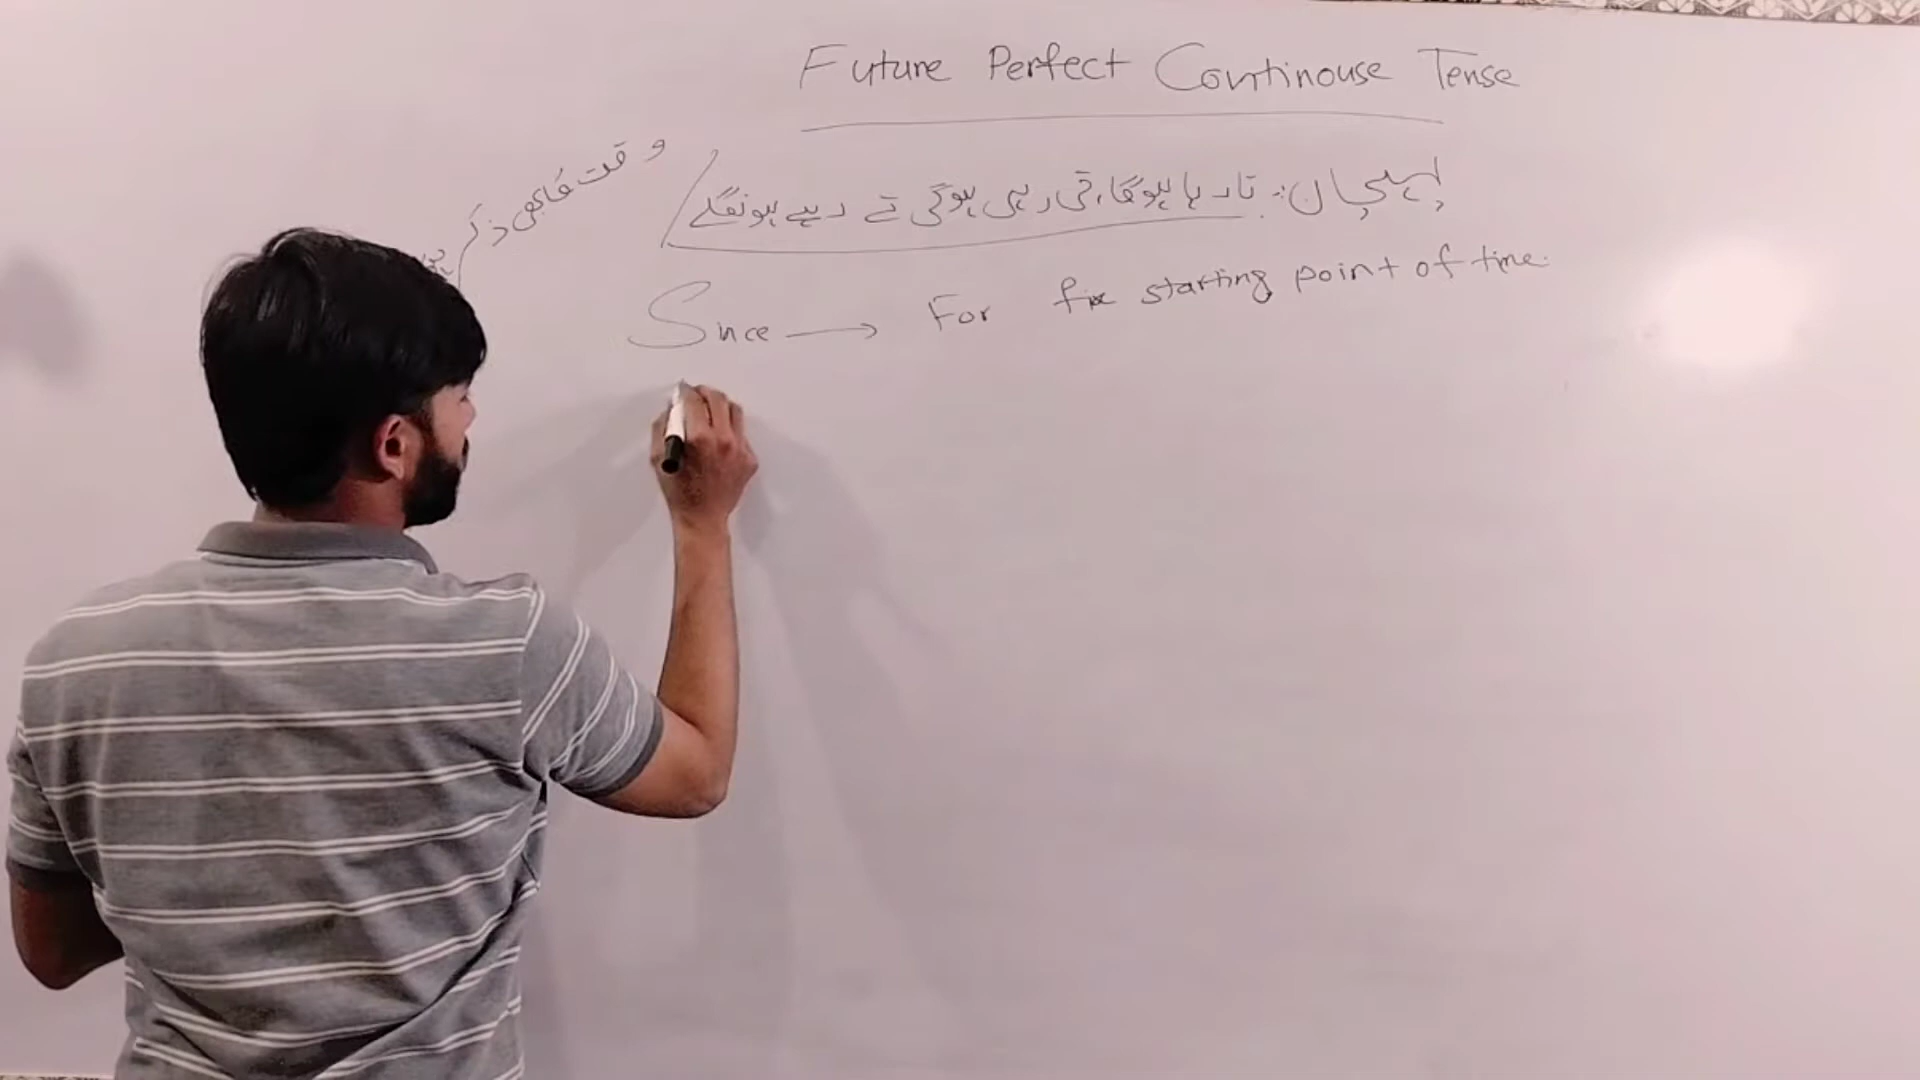 Future Perfect Continouse Tense
پہچان: تا رہا ہوگا، تی رہی ہوگی تے رہے ہونگے
وقت کا بھی ذکر
Since → For fix starting point of time.